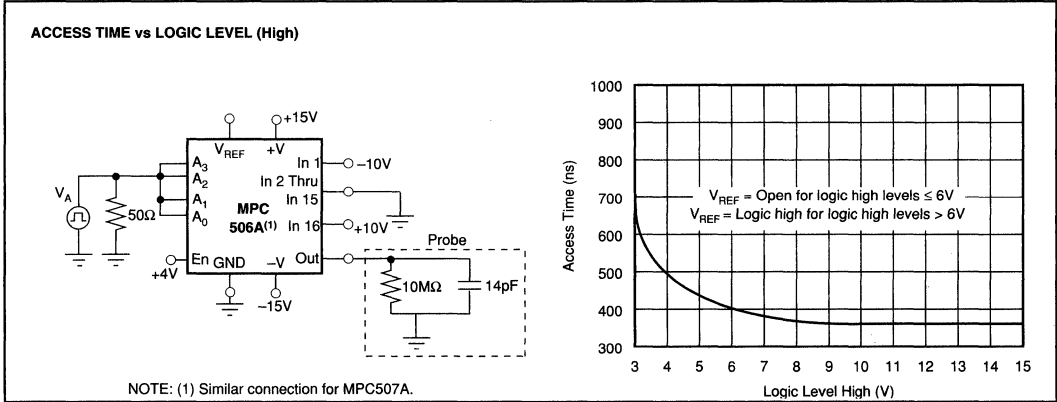 ACCESS TIME vs LOGIC LEVEL (High)
+15V
V_REF
+V
A3
A2
A1
A0
In 1
–10V
In 2 Thru
In 15
MPC
506A(1)
In 16
+10V
V_A
50Ω
En
+4V
GND
–V
Out
–15V
Probe
10MΩ
14pF
NOTE: (1) Similar connection for MPC507A.
1000
900
800
700
600
500
400
300
Access Time (ns)
V_REF = Open for logic high levels ≤ 6V
V_REF = Logic high for logic high levels > 6V
3 4 5 6 7 8 9 10 11 12 13 14 15
Logic Level High (V)